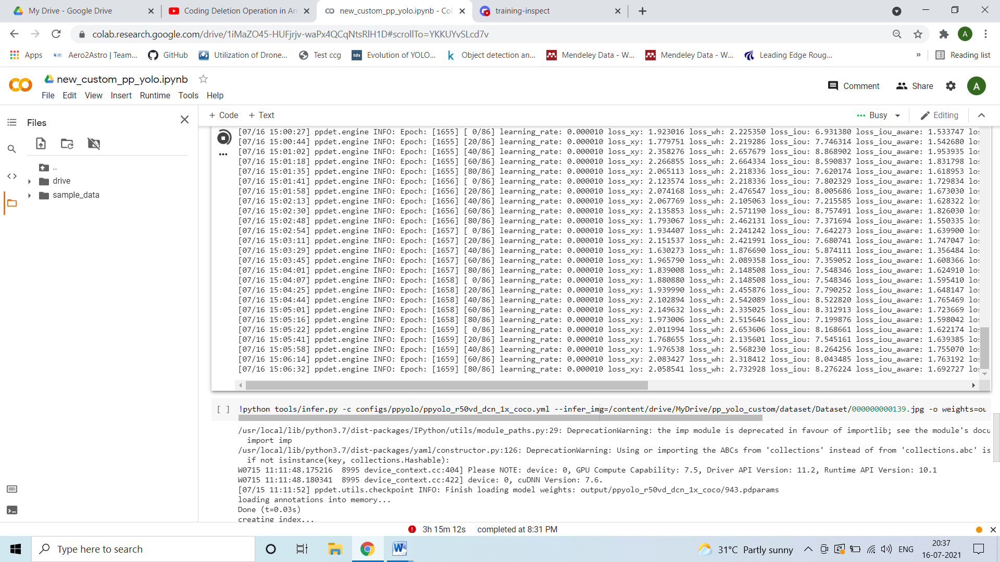 My Drive - Google Drive
Coding Deletion Operation in Arr
new_custom_pp_yolo.ipynb - Col
training-inspect
colab.research.google.com/drive/1iMaZO45-HUFjrjv-waPx4QCqNtsRlH1D#scrollTo=YKKUYvSLcd7v
A
Apps
Aero2Astro | Team...
GitHub
Utilization of Drone...
Test ccg
tds
Evolution of YOLO...
k
Object detection an...
Mendeley Data - W...
Mendeley Data - W...
Leading Edge Roug...
»
Reading list
new_custom_pp_yolo.ipynb
File Edit View Insert Runtime Tools Help
Comment
Share
A
Files
+ Code + Text
Busy
Editing
..
drive
sample_data
[07/16 15:00:27] ppdet.engine INFO: Epoch: [1655] [ 0/86] learning_rate: 0.000010 loss_xy: 1.923016 loss_wh: 2.225350 loss_iou: 6.931380 loss_iou_aware: 1.533747 los
[07/16 15:00:44] ppdet.engine INFO: Epoch: [1655] [20/86] learning_rate: 0.000010 loss_xy: 1.779751 loss_wh: 2.219286 loss_iou: 7.746314 loss_iou_aware: 1.542680 los
[07/16 15:01:02] ppdet.engine INFO: Epoch: [1655] [40/86] learning_rate: 0.000010 loss_xy: 2.358276 loss_wh: 2.657679 loss_iou: 8.868902 loss_iou_aware: 1.953935 los
[07/16 15:01:18] ppdet.engine INFO: Epoch: [1655] [60/86] learning_rate: 0.000010 loss_xy: 2.266855 loss_wh: 2.664334 loss_iou: 8.590837 loss_iou_aware: 1.831798 los
[07/16 15:01:35] ppdet.engine INFO: Epoch: [1655] [80/86] learning_rate: 0.000010 loss_xy: 2.065113 loss_wh: 2.218336 loss_iou: 7.620174 loss_iou_aware: 1.618953 los
[07/16 15:01:41] ppdet.engine INFO: Epoch: [1656] [ 0/86] learning_rate: 0.000010 loss_xy: 2.123574 loss_wh: 2.218336 loss_iou: 7.802329 loss_iou_aware: 1.729834 los
[07/16 15:01:58] ppdet.engine INFO: Epoch: [1656] [20/86] learning_rate: 0.000010 loss_xy: 2.074168 loss_wh: 2.476547 loss_iou: 8.005686 loss_iou_aware: 1.673030 los
[07/16 15:02:13] ppdet.engine INFO: Epoch: [1656] [40/86] learning_rate: 0.000010 loss_xy: 2.067769 loss_wh: 2.105063 loss_iou: 7.215585 loss_iou_aware: 1.628322 los
[07/16 15:02:30] ppdet.engine INFO: Epoch: [1656] [60/86] learning_rate: 0.000010 loss_xy: 2.135853 loss_wh: 2.571190 loss_iou: 8.757491 loss_iou_aware: 1.826030 los
[07/16 15:02:48] ppdet.engine INFO: Epoch: [1656] [80/86] learning_rate: 0.000010 loss_xy: 1.793067 loss_wh: 2.462131 loss_iou: 7.371694 loss_iou_aware: 1.550335 los
[07/16 15:02:54] ppdet.engine INFO: Epoch: [1657] [ 0/86] learning_rate: 0.000010 loss_xy: 1.934407 loss_wh: 2.241242 loss_iou: 7.642273 loss_iou_aware: 1.639900 los
[07/16 15:03:11] ppdet.engine INFO: Epoch: [1657] [20/86] learning_rate: 0.000010 loss_xy: 2.151537 loss_wh: 2.421991 loss_iou: 7.680741 loss_iou_aware: 1.747047 los
[07/16 15:03:29] ppdet.engine INFO: Epoch: [1657] [40/86] learning_rate: 0.000010 loss_xy: 1.630273 loss_wh: 1.876690 loss_iou: 5.874111 loss_iou_aware: 1.356484 los
[07/16 15:03:45] ppdet.engine INFO: Epoch: [1657] [60/86] learning_rate: 0.000010 loss_xy: 1.965790 loss_wh: 2.089358 loss_iou: 7.359052 loss_iou_aware: 1.608366 los
[07/16 15:04:01] ppdet.engine INFO: Epoch: [1657] [80/86] learning_rate: 0.000010 loss_xy: 1.839008 loss_wh: 2.148508 loss_iou: 7.548346 loss_iou_aware: 1.624910 los
[07/16 15:04:07] ppdet.engine INFO: Epoch: [1658] [ 0/86] learning_rate: 0.000010 loss_xy: 1.880880 loss_wh: 2.148508 loss_iou: 7.548346 loss_iou_aware: 1.595410 los
[07/16 15:04:25] ppdet.engine INFO: Epoch: [1658] [20/86] learning_rate: 0.000010 loss_xy: 1.939990 loss_wh: 2.455876 loss_iou: 7.790252 loss_iou_aware: 1.648147 los
[07/16 15:04:44] ppdet.engine INFO: Epoch: [1658] [40/86] learning_rate: 0.000010 loss_xy: 2.102894 loss_wh: 2.542089 loss_iou: 8.522820 loss_iou_aware: 1.765469 los
[07/16 15:05:01] ppdet.engine INFO: Epoch: [1658] [60/86] learning_rate: 0.000010 loss_xy: 2.149632 loss_wh: 2.335025 loss_iou: 8.312913 loss_iou_aware: 1.723669 los
[07/16 15:05:16] ppdet.engine INFO: Epoch: [1658] [80/86] learning_rate: 0.000010 loss_xy: 1.973006 loss_wh: 2.515646 loss_iou: 7.199876 loss_iou_aware: 1.598042 los
[07/16 15:05:22] ppdet.engine INFO: Epoch: [1659] [ 0/86] learning_rate: 0.000010 loss_xy: 2.011994 loss_wh: 2.653606 loss_iou: 8.168661 loss_iou_aware: 1.622174 los
[07/16 15:05:41] ppdet.engine INFO: Epoch: [1659] [20/86] learning_rate: 0.000010 loss_xy: 1.768655 loss_wh: 2.135601 loss_iou: 7.545161 loss_iou_aware: 1.639385 los
[07/16 15:05:58] ppdet.engine INFO: Epoch: [1659] [40/86] learning_rate: 0.000010 loss_xy: 1.976538 loss_wh: 2.568230 loss_iou: 8.264256 loss_iou_aware: 1.755070 los
[07/16 15:06:14] ppdet.engine INFO: Epoch: [1659] [60/86] learning_rate: 0.000010 loss_xy: 2.083427 loss_wh: 2.318412 loss_iou: 8.043485 loss_iou_aware: 1.763192 los
[07/16 15:06:32] ppdet.engine INFO: Epoch: [1659] [80/86] learning_rate: 0.000010 loss_xy: 2.058541 loss_wh: 2.732928 loss_iou: 8.276224 loss_iou_aware: 1.692727 los
[ ] !python tools/infer.py -c configs/ppyolo/ppyolo_r50vd_dcn_1x_coco.yml --infer_img=/content/drive/MyDrive/pp_yolo_custom/dataset/Dataset/000000000139.jpg -o weights=ou
/usr/local/lib/python3.7/dist-packages/IPython/utils/module_paths.py:29: DeprecationWarning: the imp module is deprecated in favour of importlib; see the module's docu
import imp
/usr/local/lib/python3.7/dist-packages/yaml/constructor.py:126: DeprecationWarning: Using or importing the ABCs from 'collections' instead of from 'collections.abc' is
if not isinstance(key, collections.Hashable):
W0715 11:11:48.175216  8995 device_context.cc:404] Please NOTE: device: 0, GPU Compute Capability: 7.5, Driver API Version: 11.2, Runtime API Version: 10.1
W0715 11:11:48.180341  8995 device_context.cc:422] device: 0, cuDNN Version: 7.6.
[07/15 11:11:52] ppdet.utils.checkpoint INFO: Finish loading model weights: output/ppyolo_r50vd_dcn_1x_coco/943.pdparams
loading annotations into memory...
Done (t=0.03s)
creating index...
3h 15m 12s completed at 8:31 PM
Type here to search
31°C Partly sunny
ENG
20:37
16-07-2021